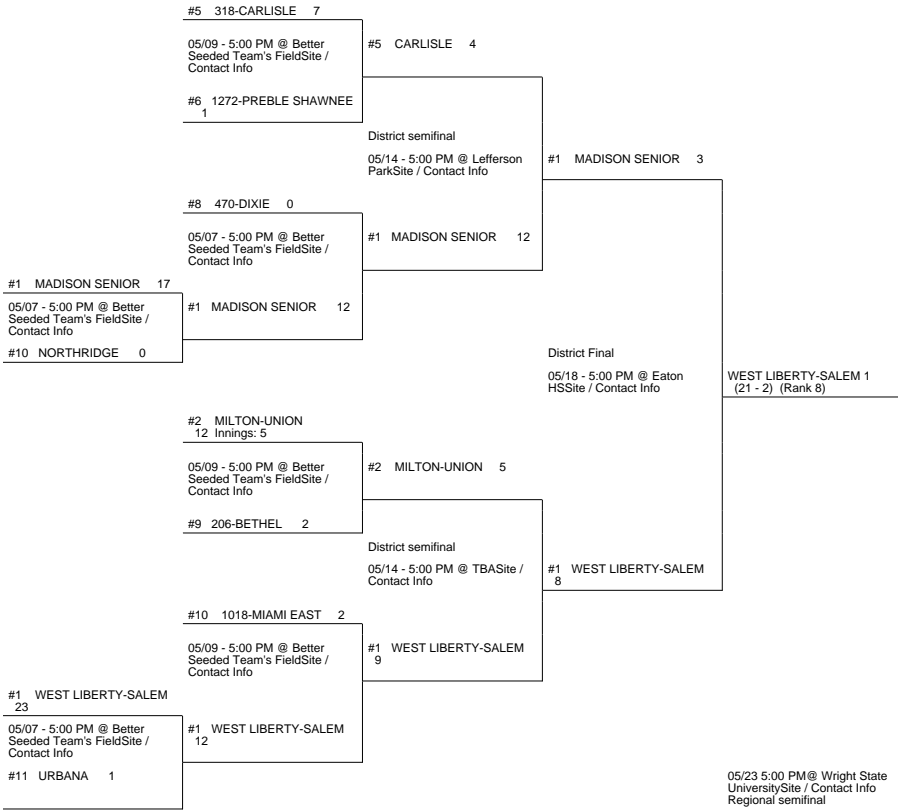 #5 318-CARLISLE 7
05/09 - 5:00 PM @ Better
Seeded Team's FieldSite /
Contact Info
#5 CARLISLE 4
#6 1272-PREBLE SHAWNEE
1
District semifinal
05/14 - 5:00 PM @ Lefferson
ParkSite / Contact Info
#1 MADISON SENIOR 3
#8 470-DIXIE 0
05/07 - 5:00 PM @ Better
Seeded Team's FieldSite /
Contact Info
#1 MADISON SENIOR 12
#1 MADISON SENIOR 17
05/07 - 5:00 PM @ Better
Seeded Team's FieldSite /
Contact Info
#1 MADISON SENIOR 12
#10 NORTHRIDGE 0
District Final
05/18 - 5:00 PM @ Eaton
HSSite / Contact Info
WEST LIBERTY-SALEM 1
(21 - 2) (Rank 8)
#2 MILTON-UNION
12 Innings: 5
05/09 - 5:00 PM @ Better
Seeded Team's FieldSite /
Contact Info
#2 MILTON-UNION 5
#9 206-BETHEL 2
District semifinal
05/14 - 5:00 PM @ TBASite /
Contact Info
#1 WEST LIBERTY-SALEM
8
#10 1018-MIAMI EAST 2
05/09 - 5:00 PM @ Better
Seeded Team's FieldSite /
Contact Info
#1 WEST LIBERTY-SALEM
9
#1 WEST LIBERTY-SALEM
23
05/07 - 5:00 PM @ Better
Seeded Team's FieldSite /
Contact Info
#1 WEST LIBERTY-SALEM
12
#11 URBANA 1
05/23 5:00 PM@ Wright State
UniversitySite / Contact Info
Regional semifinal